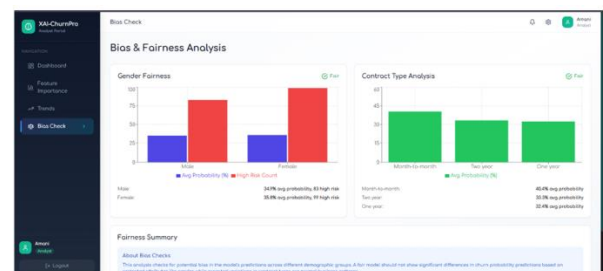 XAI-ChurnPro
Analyst Portal
Bias Check
Amani
Analyst
NAVIGATION
Dashboard
Feature
Importance
Trends
Bias Check
Bias & Fairness Analysis
Gender Fairness
Fair
100
75
50
25
0
Male
Female
Avg Probability (%)
High Risk Count
Male
34.9% avg probability, 83 high risk
Female
35.8% avg probability, 99 high risk
Contract Type Analysis
Fair
60
45
30
15
0
Month-to-month
Two year
One year
Avg Probability (%)
Month-to-month
40.4% avg probability
Two year
One year
32.4% avg probability
Fairness Summary
About Bias Checks
This analysis checks for potential bias in the model's predictions across different demographic groups. A fair model should not show significant differences in churn probability predictions based on
Amani
Analyst
Logout